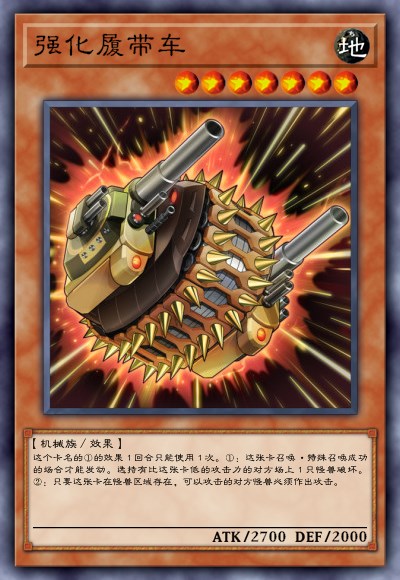 强化履带车
地
【机械族／效果】
这个卡名的①的效果1回合只能使用1次。①：这张卡召唤·特殊召唤成功
的场合才能发动。选持有比这张卡低的攻击力的对方场上1只怪兽破坏。
②：只要这张卡在怪兽区域存在，可以攻击的对方怪兽必须作出攻击。
ATK/2700 DEF/2000